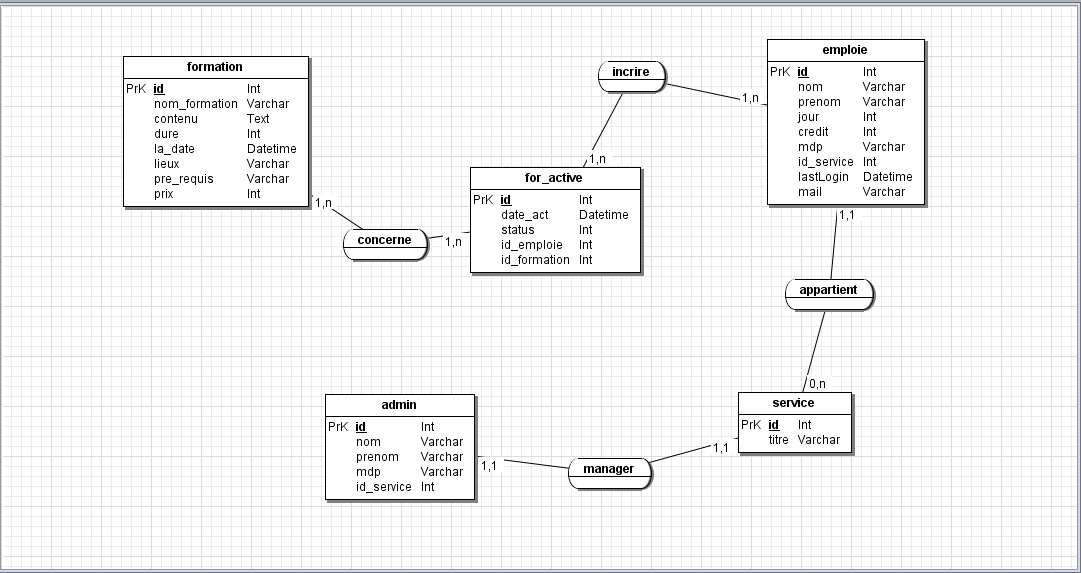 formation
PrK id Int
nom_formation Varchar
contenu Text
dure Int
la_date Datetime
lieux Varchar
pre_requis Varchar
prix Int
1,n
concerne
1,n
incrire
1,n
1,n
for_active
PrK id Int
date_act Datetime
status Int
id_emploie Int
id_formation Int
emploie
PrK id Int
nom Varchar
prenom Varchar
jour Int
credit Int
mdp Varchar
id_service Int
lastLogin Datetime
mail Varchar
1,1
appartient
0,n
service
PrK id Int
titre Varchar
1,1
manager
1,1
admin
PrK id Int
nom Varchar
prenom Varchar
mdp Varchar
id_service Int